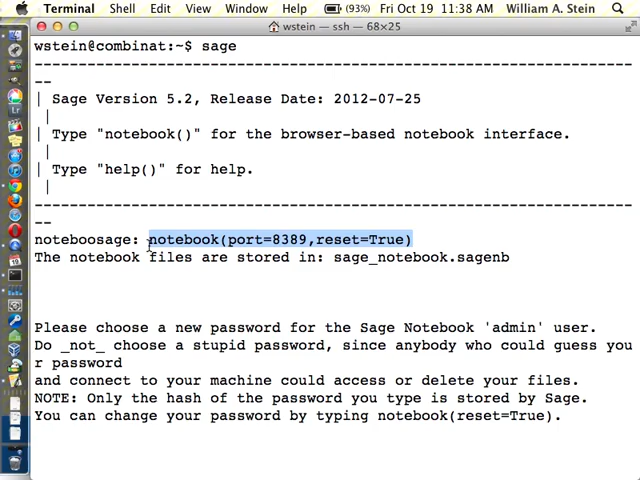 Terminal Shell Edit View Window Help (93%) Fri Oct 19 11:38 AM William A. Stein
wstein — ssh — 68×25
wstein@combinat:~$ sage
--------------------------------------------------------------------
--
| Sage Version 5.2, Release Date: 2012-07-25
|
| Type "notebook()" for the browser-based notebook interface.
|
| Type "help()" for help.
|
--------------------------------------------------------------------
--
noteboosage: notebook(port=8389,reset=True)
The notebook files are stored in: sage_notebook.sagenb
Please choose a new password for the Sage Notebook 'admin' user.
Do _not_ choose a stupid password, since anybody who could guess you
r password
and connect to your machine could access or delete your files.
NOTE: Only the hash of the password you type is stored by Sage.
You can change your password by typing notebook(reset=True).